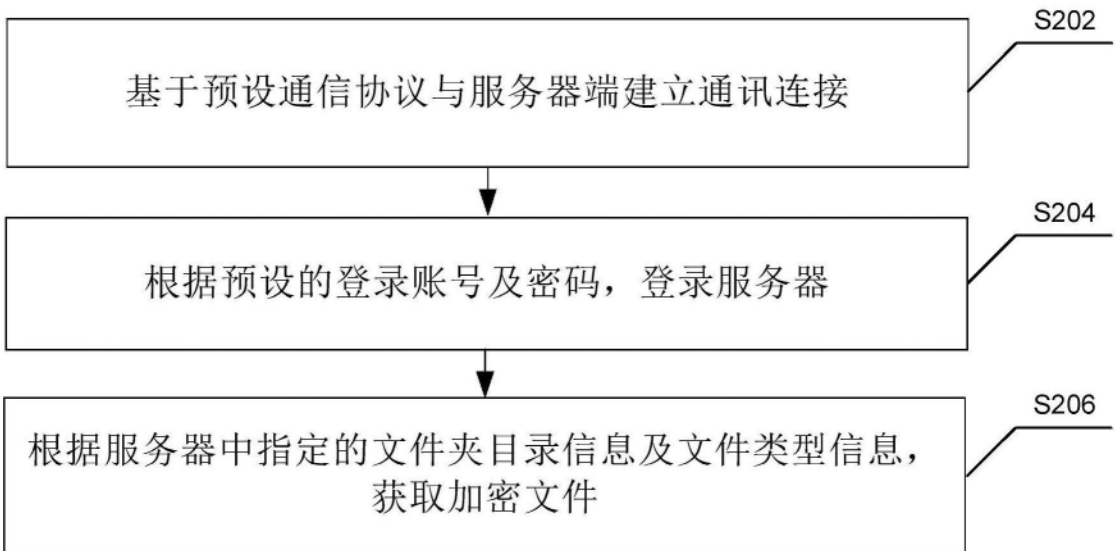 S202
基于预设通信协议与服务器端建立通讯连接
S204
根据预设的登录账号及密码，登录服务器
S206
根据服务器中指定的文件夹目录信息及文件类型信息，
获取加密文件